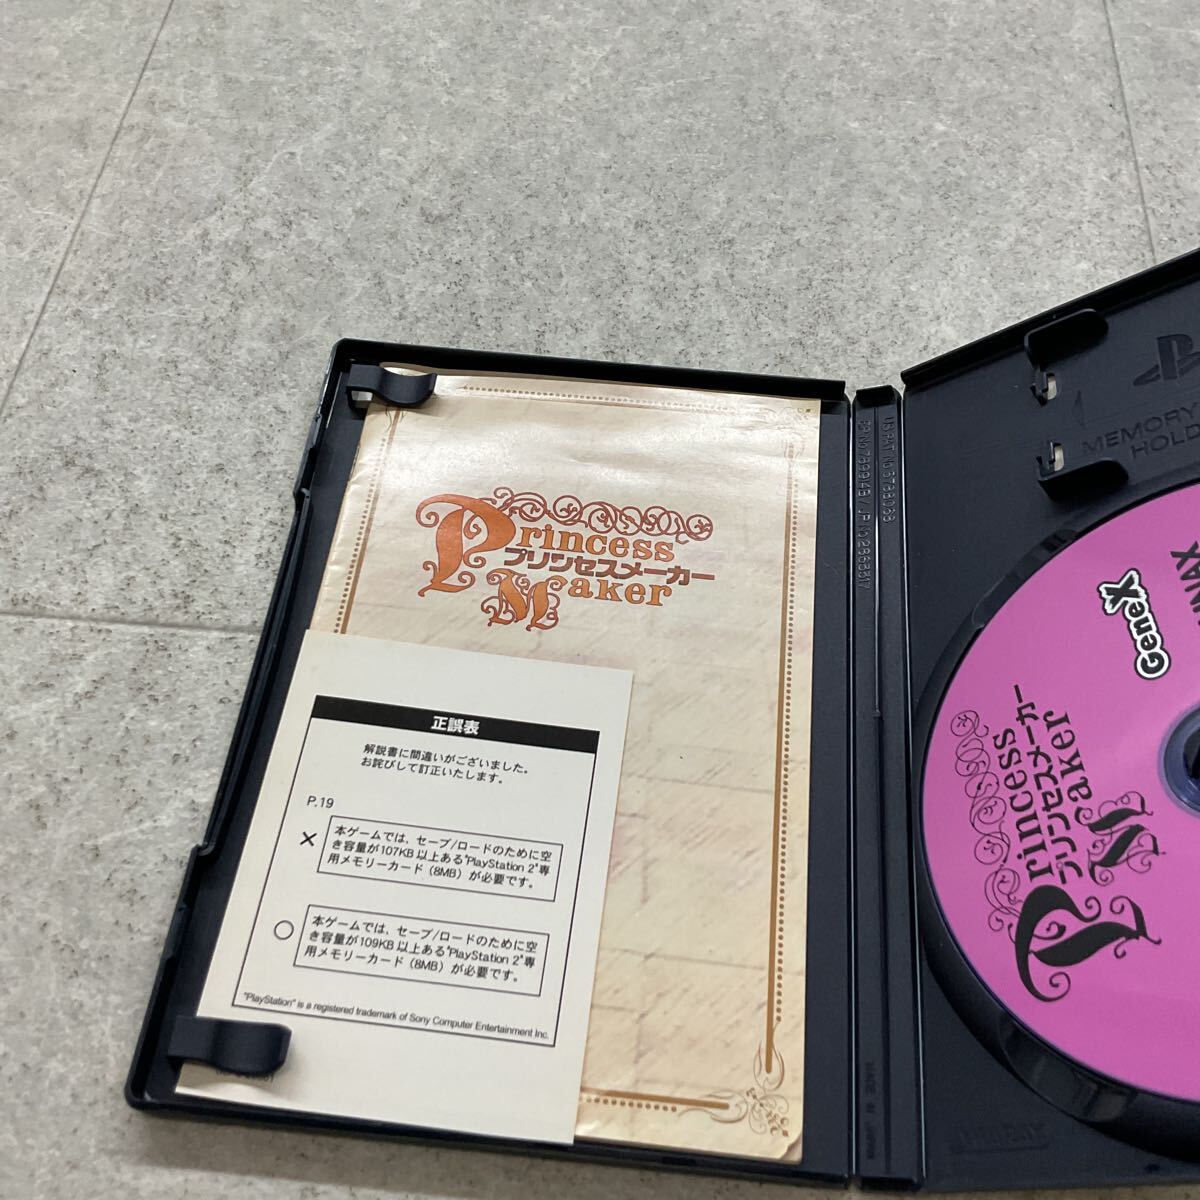 Princess
プリンセスメーカー
Maker
正誤表
解説書に間違いがございました。
お詫びして訂正いたします。
P.19
× 本ゲームでは、セーブ/ロードのために空
き容量が107KB以上ある"PlayStation 2"専
用メモリーカード（8MB）が必要です。
○ 本ゲームでは、セーブ/ロードのために空
き容量が109KB以上ある"PlayStation 2"専
用メモリーカード（8MB）が必要です。
"PlayStation" is a registered trademark of Sony Computer Entertainment Inc.
US PAT No 5788068
MADE IN JAPAN
MEMORY
HOLD
GeneX
Princess
プリンセスメーカー
Maker